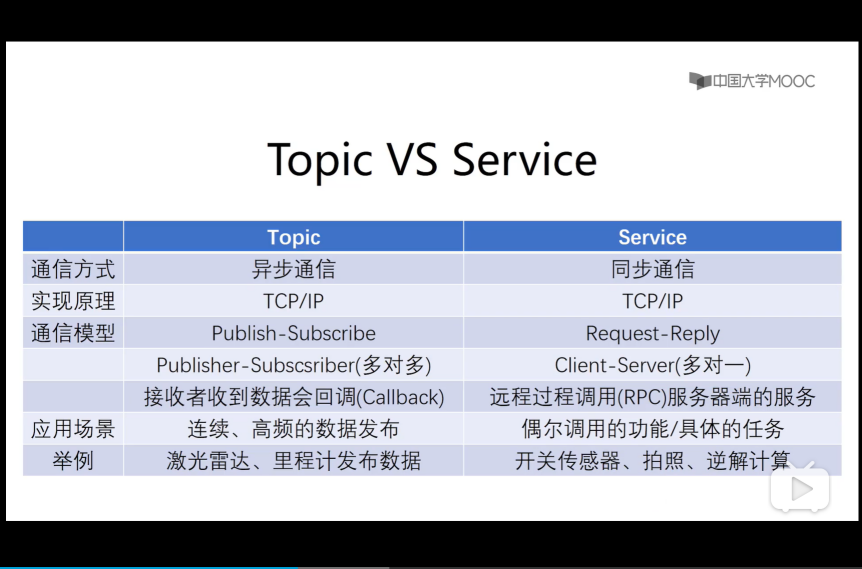 中国大学MOOC
Topic VS Service
Topic Service
通信方式 异步通信 同步通信
实现原理 TCP/IP TCP/IP
通信模型 Publish-Subscribe Request-Reply
Publisher-Subscsriber(多对多) Client-Server(多对一)
接收者收到数据会回调(Callback) 远程过程调用(RPC)服务器端的服务
应用场景 连续、高频的数据发布 偶尔调用的功能/具体的任务
举例 激光雷达、里程计发布数据 开关传感器、拍照、逆解计算